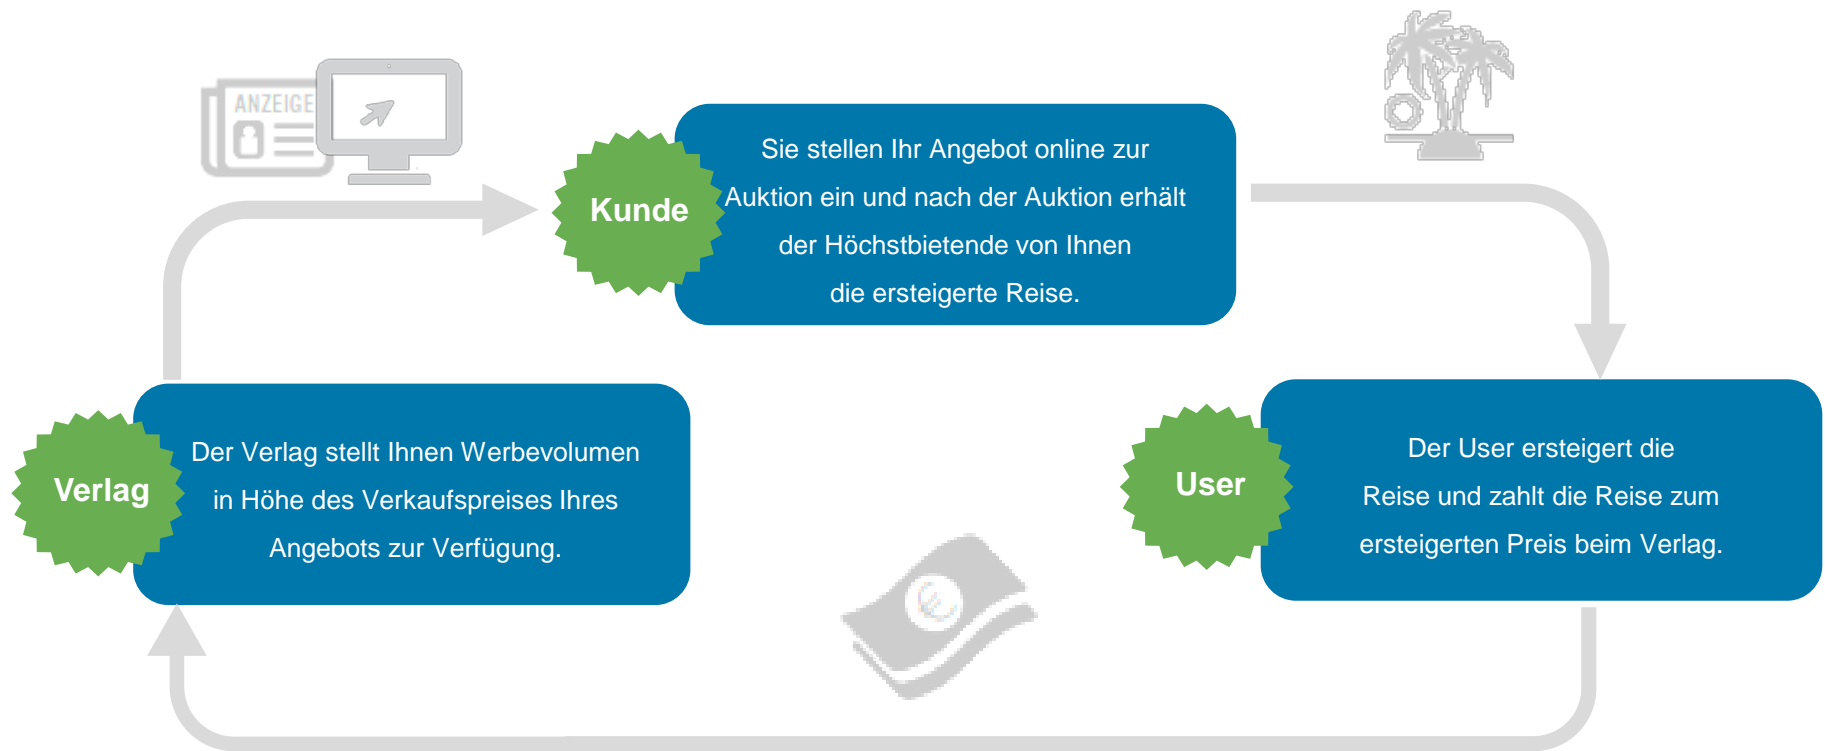 ANZEIGE
Kunde
Sie stellen Ihr Angebot online zur
Auktion ein und nach der Auktion erhält
der Höchstbietende von Ihnen
die ersteigerte Reise.
Verlag
Der Verlag stellt Ihnen Werbevolumen
in Höhe des Verkaufspreises Ihres
Angebots zur Verfügung.
User
Der User ersteigert die
Reise und zahlt die Reise zum
ersteigerten Preis beim Verlag.
€